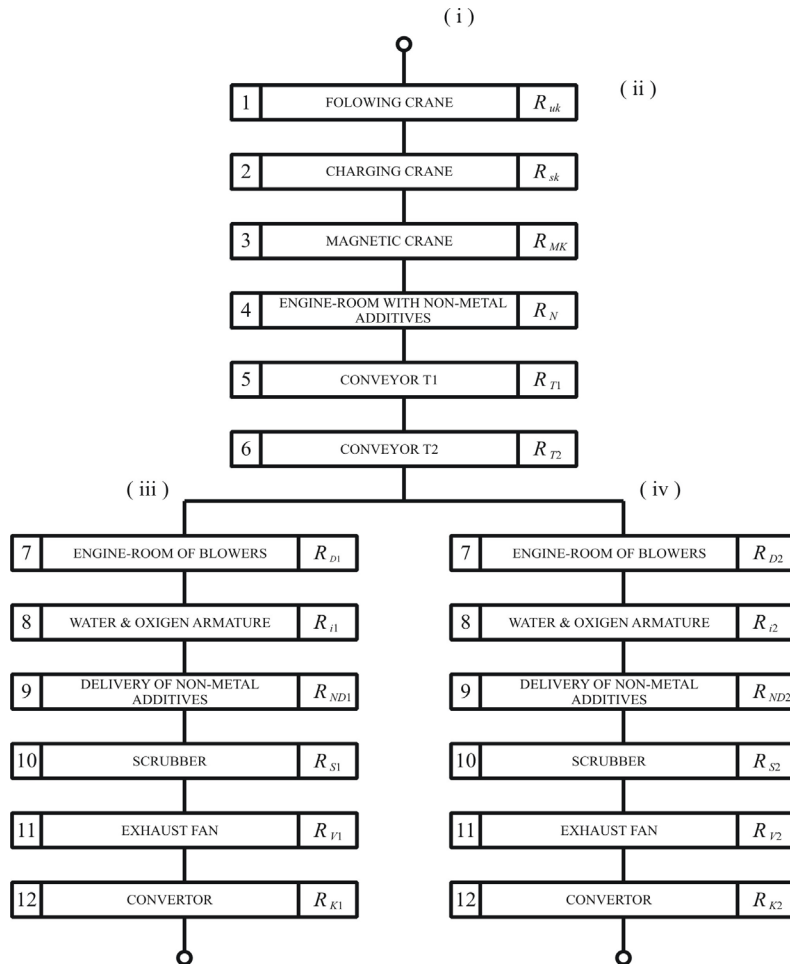 ( i )
( ii )
1 FOLOWING CRANE R uk
2 CHARGING CRANE R sk
3 MAGNETIC CRANE R MK
4 ENGINE-ROOM WITH NON-METAL
ADDITIVES R N
5 CONVEYOR T1 R T1
6 CONVEYOR T2 R T2
( iii )
( iv )
7 ENGINE-ROOM OF BLOWERS R D1
8 WATER & OXIGEN ARMATURE R i1
9 DELIVERY OF NON-METAL
ADDITIVES R ND1
10 SCRUBBER R S1
11 EXHAUST FAN R V1
12 CONVERTOR R K1
7 ENGINE-ROOM OF BLOWERS R D2
8 WATER & OXIGEN ARMATURE R i2
9 DELIVERY OF NON-METAL
ADDITIVES R ND2
10 SCRUBBER R S2
11 EXHAUST FAN R V2
12 CONVERTOR R K2